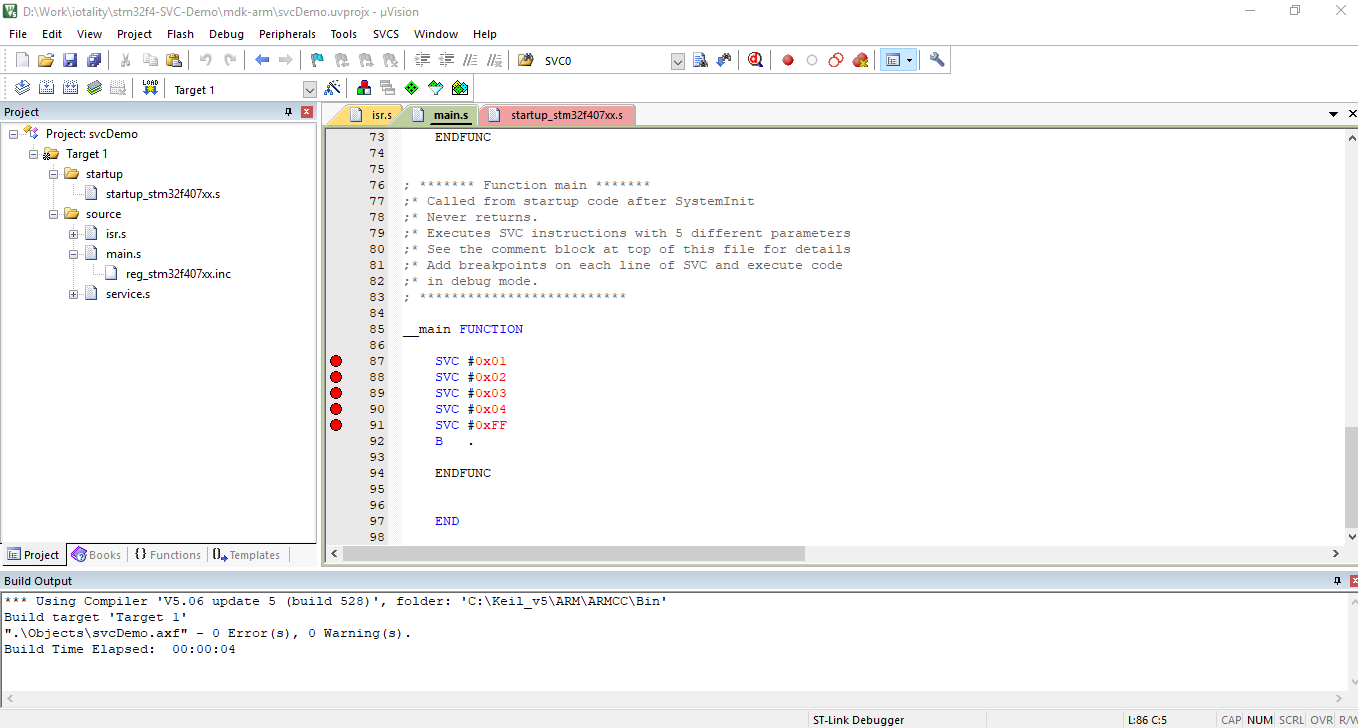 D:\Work\iotality\stm32f4-SVC-Demo\mdk-arm\svcDemo.uvprojx - µVision
File Edit View Project Flash Debug Peripherals Tools SVCS Window Help
SVC0
LOAD Target 1
Project
Project: svcDemo
Target 1
startup
startup_stm32f407xx.s
source
isr.s
main.s
reg_stm32f407xx.inc
service.s
Project Books {} Functions Templates
isr.s main.s startup_stm32f407xx.s
73 ENDFUNC
74
75
76 ; ******* Function main *******
77 ;* Called from startup code after SystemInit
78 ;* Never returns.
79 ;* Executes SVC instructions with 5 different parameters
80 ;* See the comment block at top of this file for details
81 ;* Add breakpoints on each line of SVC and execute code
82 ;* in debug mode.
83 ; **************************
84
85 __main FUNCTION
86
87 SVC #0x01
88 SVC #0x02
89 SVC #0x03
90 SVC #0x04
91 SVC #0xFF
92 B .
93
94 ENDFUNC
95
96
97 END
98
Build Output
*** Using Compiler 'V5.06 update 5 (build 528)', folder: 'C:\Keil_v5\ARM\ARMCC\Bin'
Build target 'Target 1'
".\Objects\svcDemo.axf" - 0 Error(s), 0 Warning(s).
Build Time Elapsed: 00:00:04
ST-Link Debugger L:86 C:5 CAP NUM SCRL OVR R/W